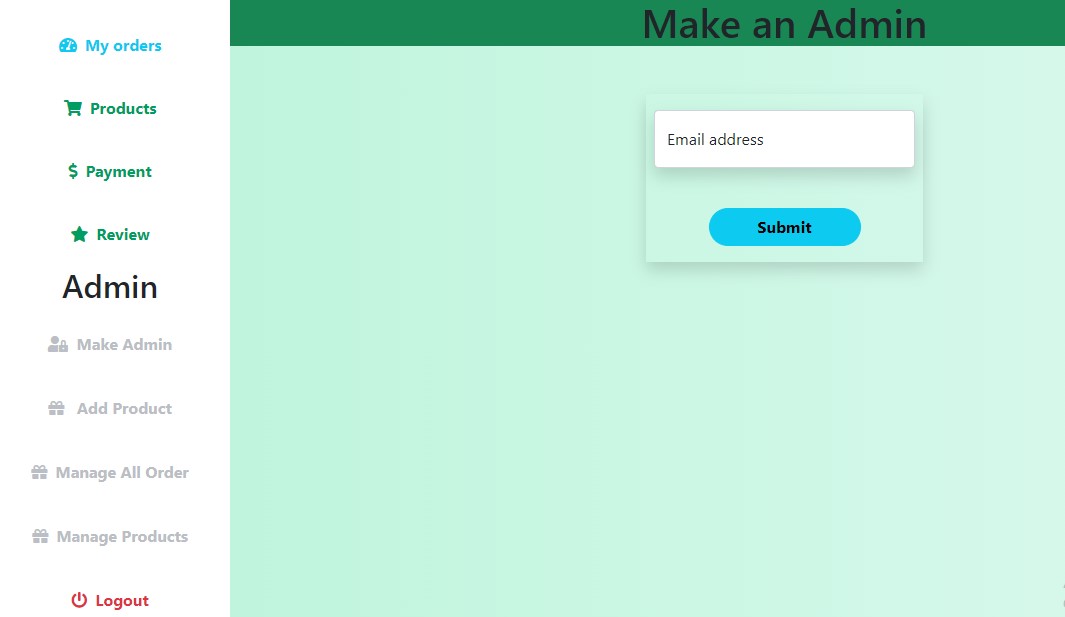 My orders
Products
$ Payment
Review
Admin
Make Admin
Add Product
Manage All Order
Manage Products
Logout
Make an Admin
Email address
Submit